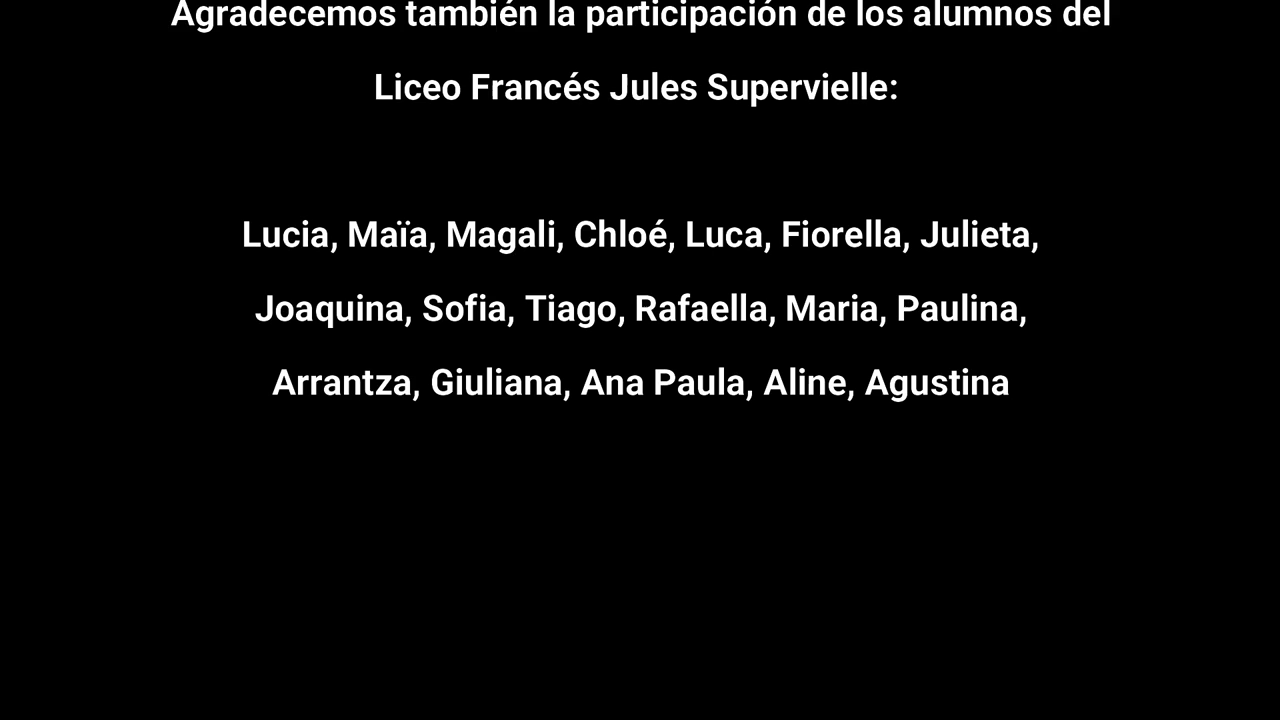 Agradecemos también la participación de los alumnos del
Liceo Francés Jules Supervielle:
Lucia, Maïa, Magali, Chloé, Luca, Fiorella, Julieta,
Joaquina, Sofia, Tiago, Rafaella, Maria, Paulina,
Arrantza, Giuliana, Ana Paula, Aline, Agustina